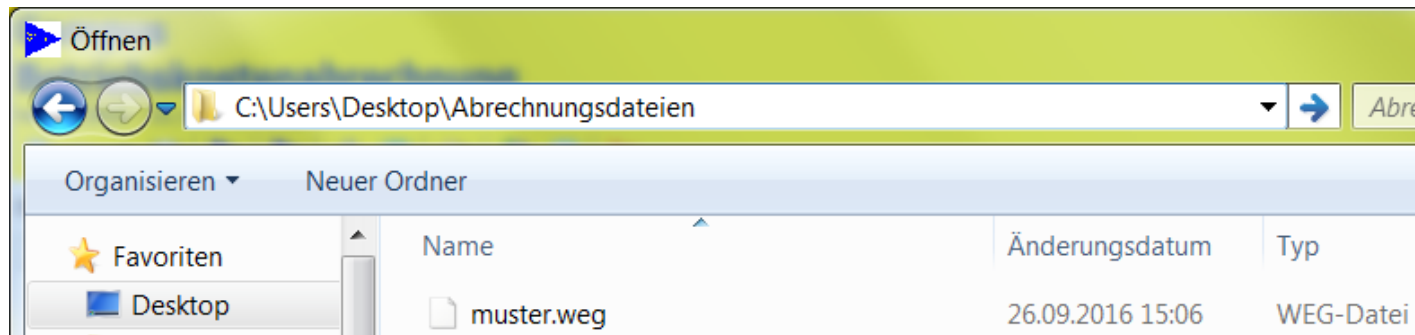 Öffnen
C:\Users\Desktop\Abrechnungsdateien
Abre
Organisieren Neuer Ordner
Favoriten Name Änderungsdatum Typ
Desktop muster.weg 26.09.2016 15:06 WEG-Datei